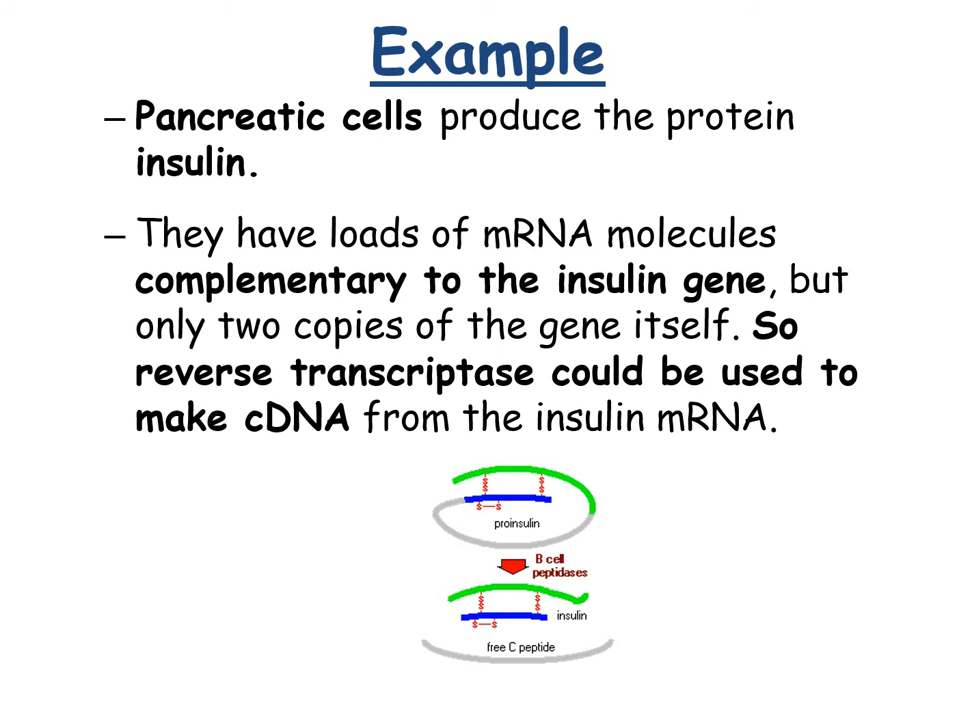 Example
– Pancreatic cells produce the protein
insulin.
– They have loads of mRNA molecules
complementary to the insulin gene, but
only two copies of the gene itself. So
reverse transcriptase could be used to
make cDNA from the insulin mRNA.
S S S S
S—S
proinsulin
B cell
peptidases
S S S S
insulin
S—S
free C peptide